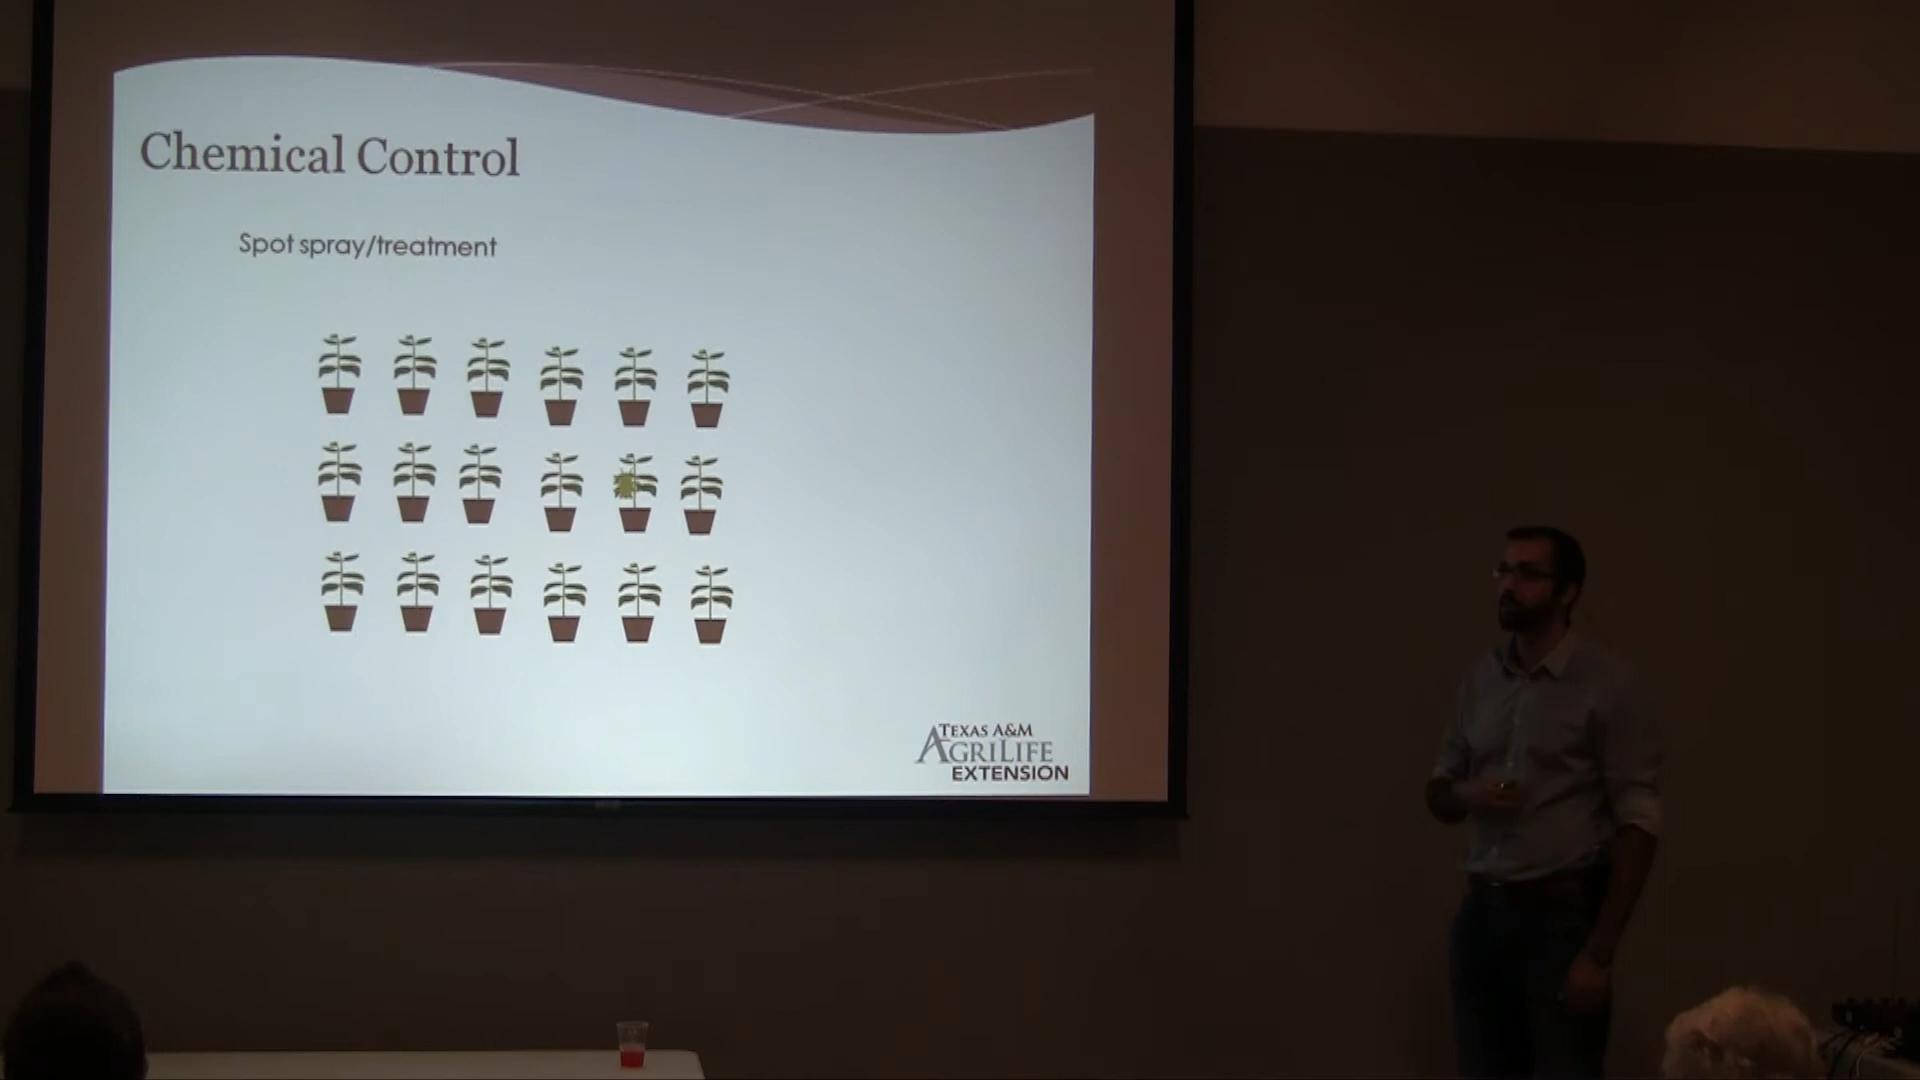 Chemical Control
Spot spray/treatment
TEXAS A&M
AGRILIFE
EXTENSION